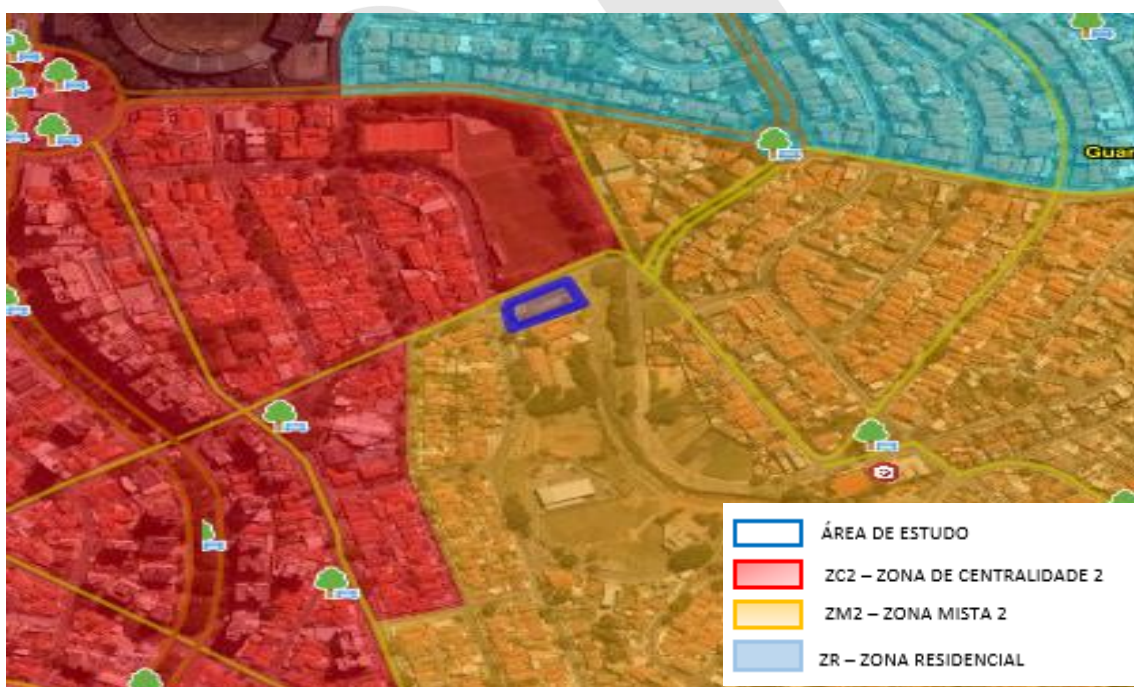 Guar
ÁREA DE ESTUDO
ZC2 – ZONA DE CENTRALIDADE 2
ZM2 – ZONA MISTA 2
ZR – ZONA RESIDENCIAL